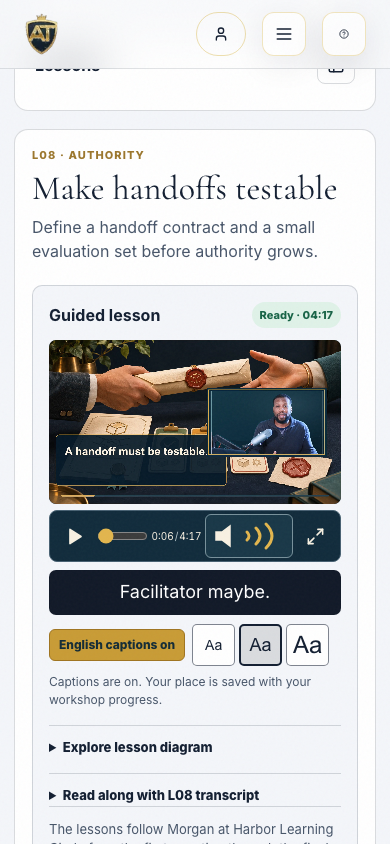 AT
Lessons
L08 · AUTHORITY
Make handoffs testable
Define a handoff contract and a small
evaluation set before authority grows.
Guided lesson
Ready · 04:17
A handoff must be testable.
0:06/4:17
Facilitator maybe.
English captions on
Aa
Aa
Aa
Captions are on. Your place is saved with your
workshop progress.
Explore lesson diagram
Read along with L08 transcript
The lessons follow Morgan at Harbor Learning